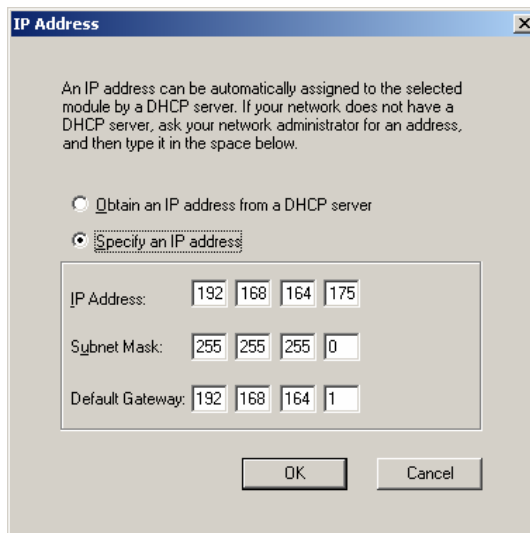 IP Address
An IP address can be automatically assigned to the selected
module by a DHCP server. If your network does not have a
DHCP server, ask your network administrator for an address,
and then type it in the space below.
Obtain an IP address from a DHCP server
Specify an IP address
IP Address: 192 168 164 175
Subnet Mask: 255 255 255 0
Default Gateway: 192 168 164 1
OK Cancel